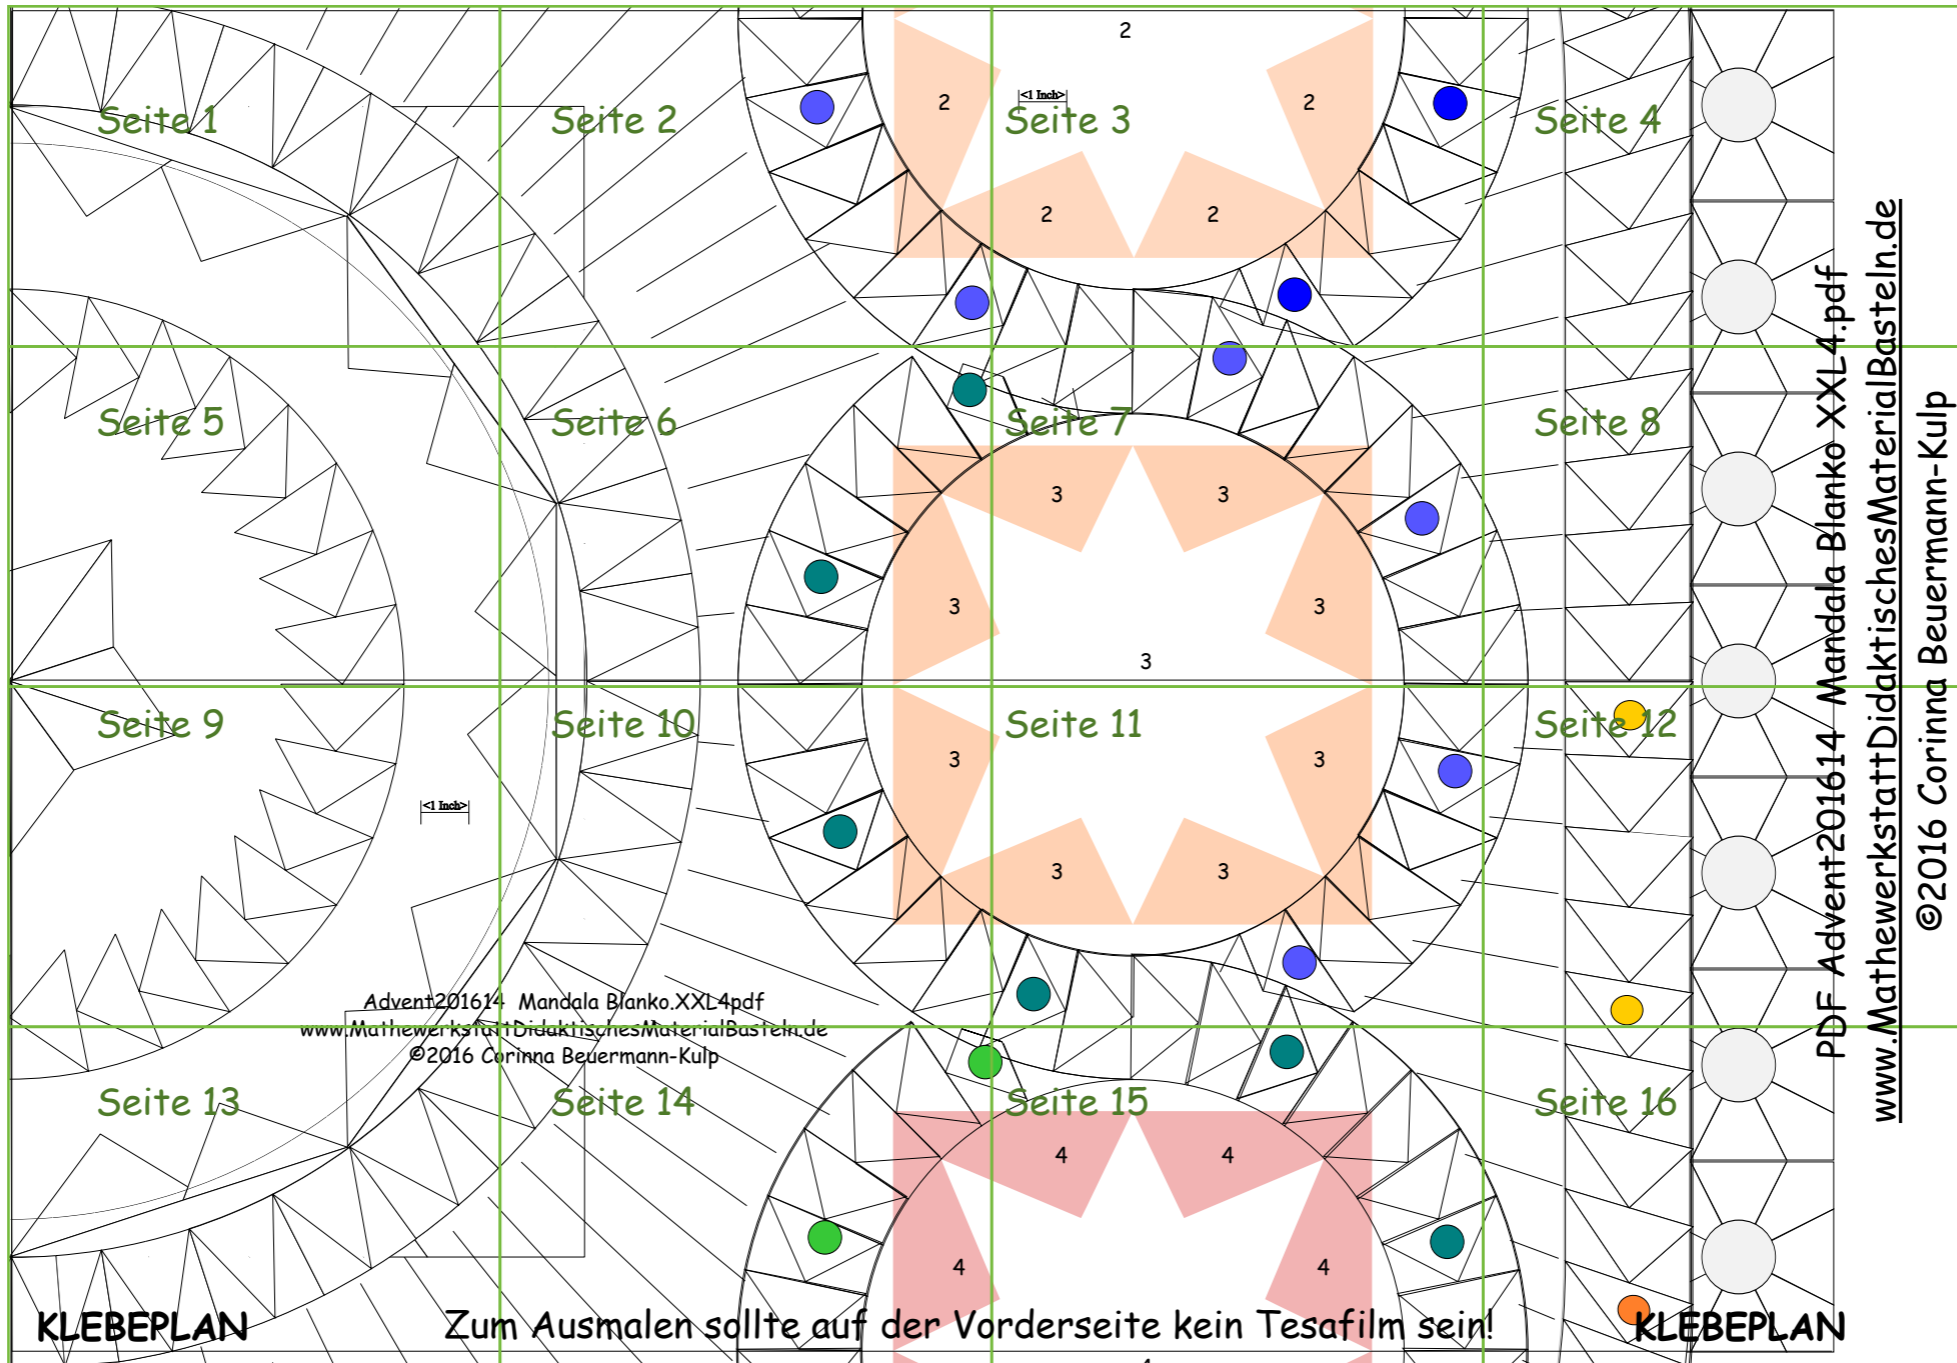 2
2
<1 Inch>
2
Seite 1
Seite 2
Seite 3
Seite 4
2
2
Seite 5
Seite 6
Seite 7
Seite 8
3
3
3
3
3
Seite 9
Seite 10
Seite 11
Seite 12
3
3
<1 Inch>
3
3
Advent201614 Mandala Blanko.XXL4pdf
www.MathewerkstattDidaktischesMaterialBasteln.de
©2016 Corinna Beuermann-Kulp
Seite 13
Seite 14
Seite 15
Seite 16
4
4
4
4
KLEBEPLAN
Zum Ausmalen sollte auf der Vorderseite kein Tesafilm sein!
KLEBEPLAN
PDF Advent201614 Mandala Blanko XXL4.pdf
www.MathewerkstattDidaktischesMaterialBasteln.de
©2016 Corinna Beuermann-Kulp